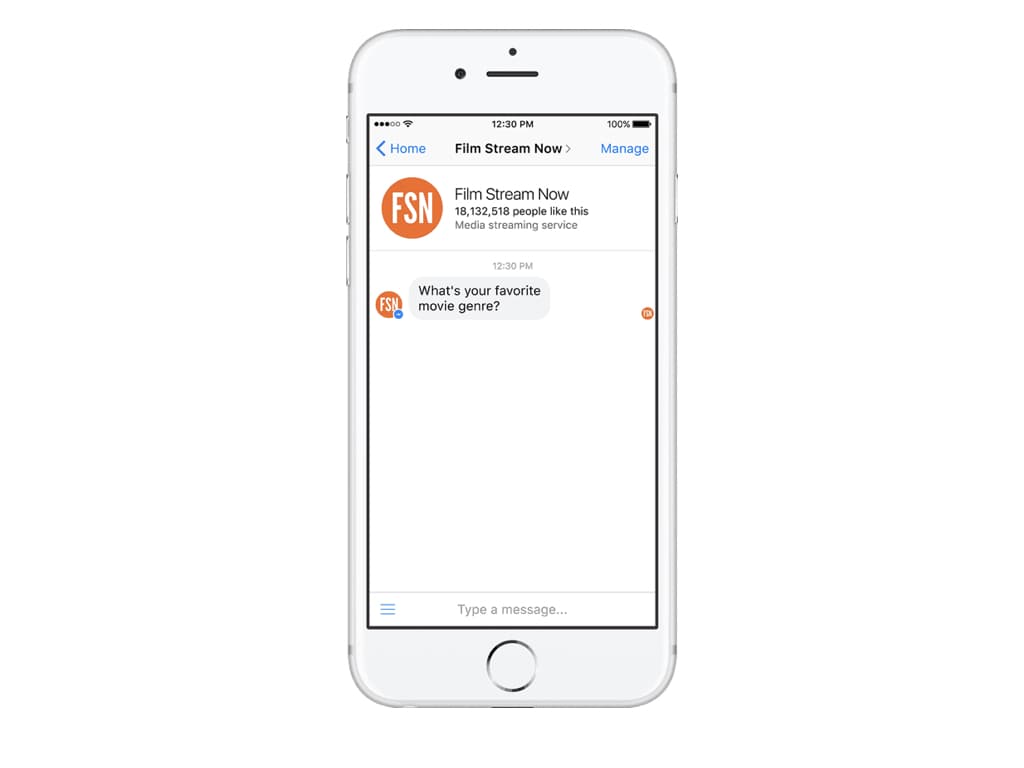 12:30 PM
100%
Home
Film Stream Now
Manage
FSN
Film Stream Now
18,132,518 people like this
Media streaming service
12:30 PM
What's your favorite
movie genre?
FSN
FSN
Type a message...